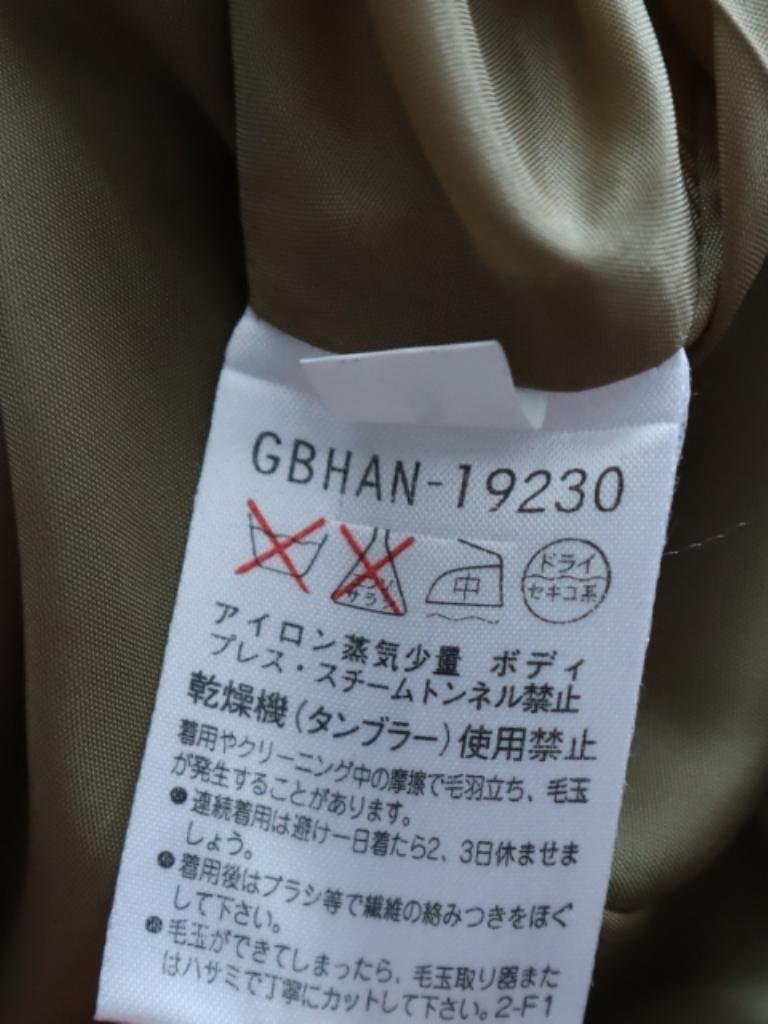 GBHAN-19230
エンソ
サラシ
中
ドライ
セキユ系
アイロン蒸気少量 ボディ
プレス・スチームトンネル禁止
乾燥機(タンブラー)使用禁止
着用やクリーニング中の摩擦で毛羽立ち、毛玉
が発生することがあります。
●連続着用は避け一日着たら2、3日休ませま
しょう。
●着用後はブラシ等で繊維の絡みつきをほぐ
して下さい。
●毛玉ができてしまったら、毛玉取り器また
はハサミで丁寧にカットして下さい。2-F1